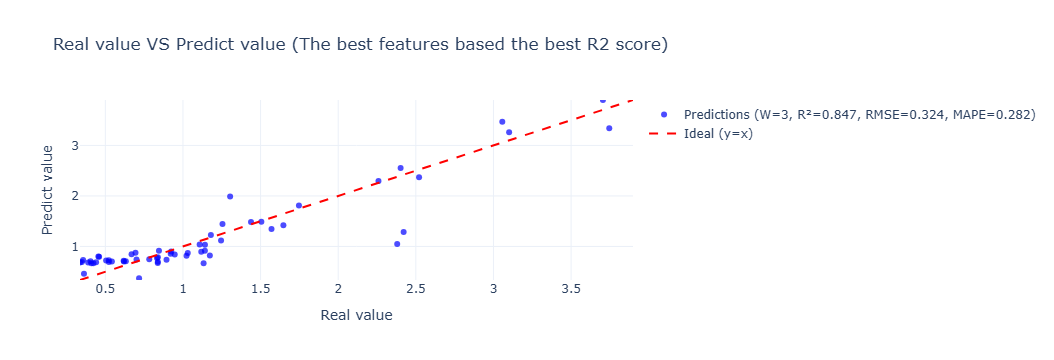 Real value VS Predict value (The best features based the best R2 score)
Predictions (W=3, R²=0.847, RMSE=0.324, MAPE=0.282)
Ideal (y=x)
Predict value
3
2
1
0.5 1 1.5 2 2.5 3 3.5
Real value